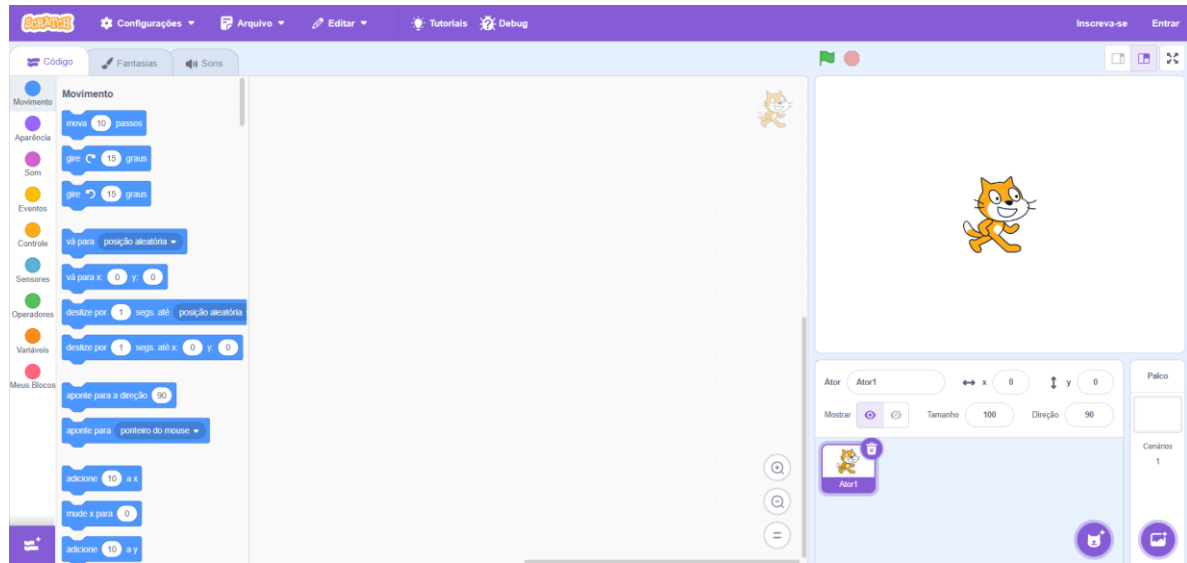 SCRATCH Configurações Arquivo Editar Tutoriais Debug Inscreva-se Entrar
Código Fantasias Sons
Movimento
Aparência
Som
Eventos
Controle
Sensores
Operadores
Variáveis
Meus Blocos
Movimento
mova 10 passos
gire 15 graus
gire 15 graus
vá para posição aleatória
vá para x: 0 y: 0
deslize por 1 segs. até posição aleatória
deslize por 1 segs. até x: 0 y: 0
aponte para a direção 90
aponte para ponteiro do mouse
adicione 10 a x
mude x para 0
adicione 10 a y
Ator Ator1 x 0 y 0
Mostrar Tamanho 100 Direção 90
Ator1
Palco
Cenários
1